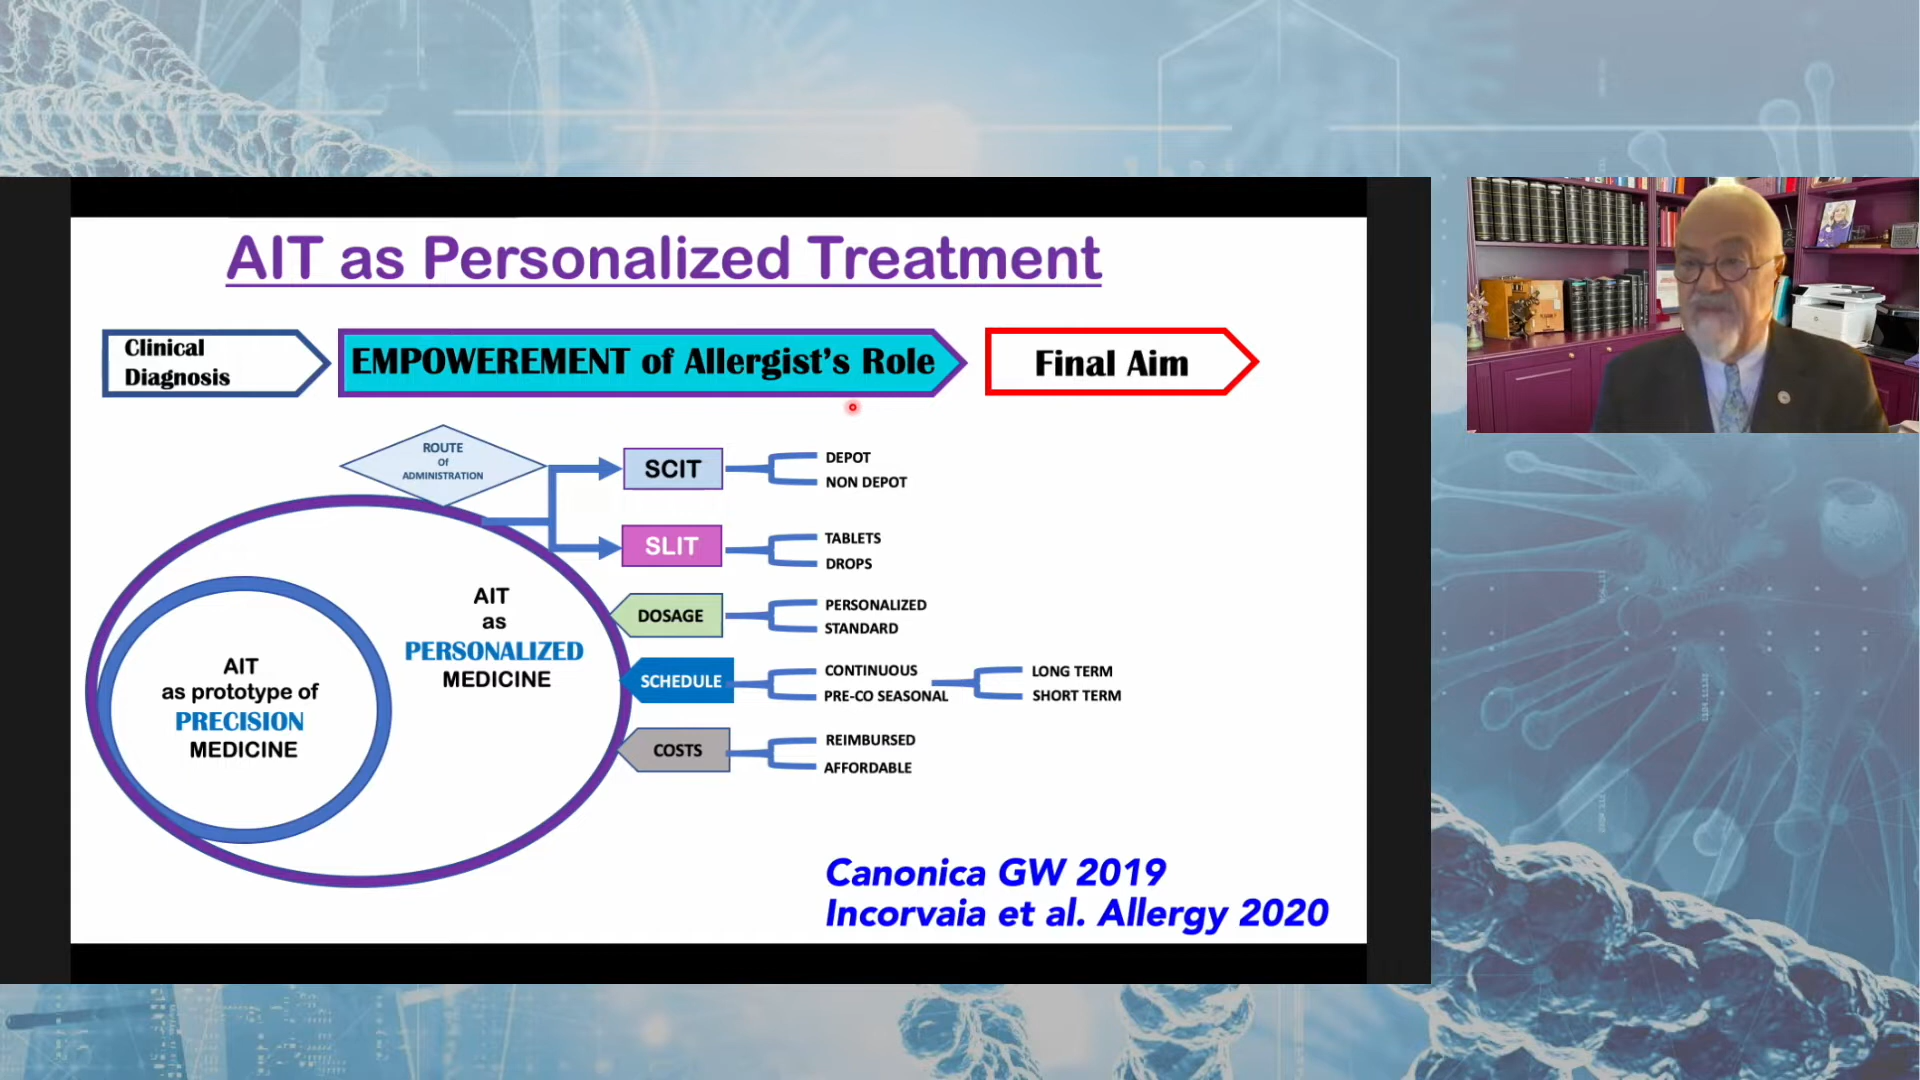 AIT as Personalized Treatment
Clinical
Diagnosis
EMPOWEREMENT of Allergist's Role
Final Aim
ROUTE
Of
ADMINISTRATION
SCIT
DEPOT
NON DEPOT
SLIT
TABLETS
DROPS
DOSAGE
PERSONALIZED
STANDARD
SCHEDULE
CONTINUOUS
PRE-CO SEASONAL
LONG TERM
SHORT TERM
COSTS
REIMBURSED
AFFORDABLE
AIT
as
PERSONALIZED
MEDICINE
AIT
as prototype of
PRECISION
MEDICINE
Canonica GW 2019
Incorvaia et al. Allergy 2020